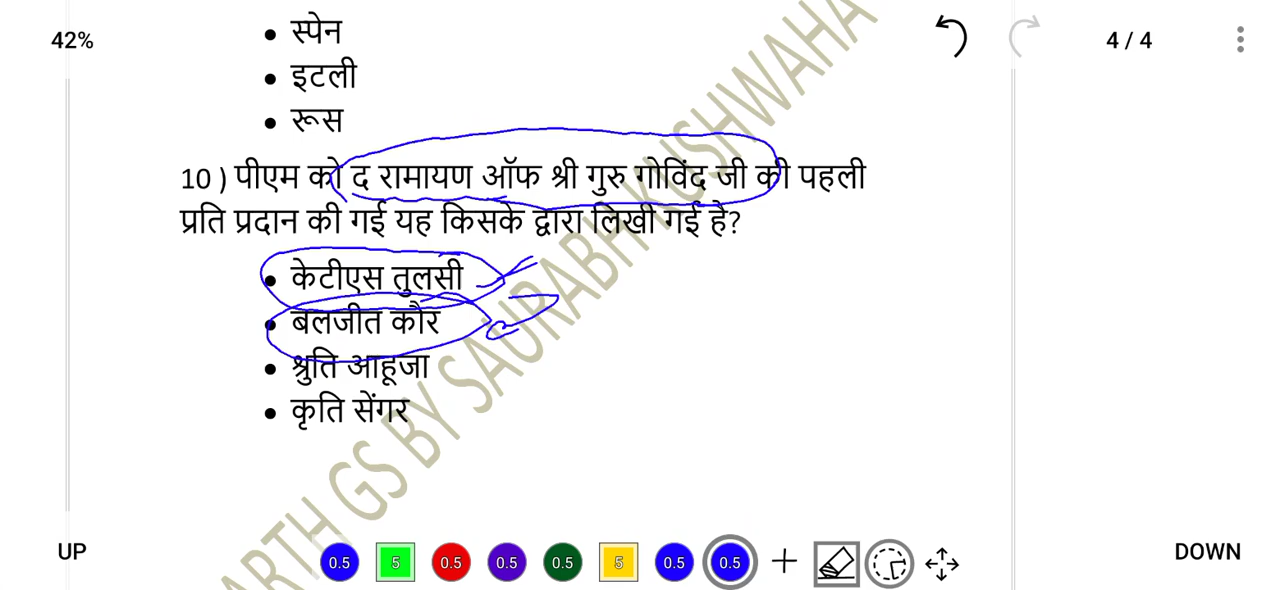 42%
4 / 4
• स्पेन
• इटली
• रूस
10 ) पीएम को द रामायण ऑफ श्री गुरु गोविंद जी की पहली
प्रति प्रदान की गई यह किसके द्वारा लिखी गई है?
• केटीएस तुलसी
• बलजीत कौर
• श्रुति आहूजा
• कृति सेंगर
ARTH GS BY SAURABH KUSHWAHA
UP
0.5 5 0.5 0.5 0.5 5 0.5 0.5
DOWN